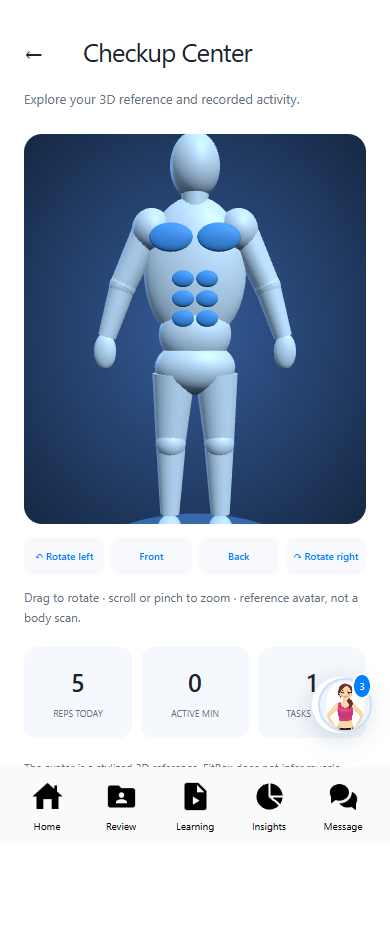 ← Checkup Center
Explore your 3D reference and recorded activity.
↶ Rotate left
Front
Back
↷ Rotate right
Drag to rotate · scroll or pinch to zoom · reference avatar, not a
body scan.
5
0
1
REPS TODAY
ACTIVE MIN
TASKS
3
Home
Review
Learning
Insights
Message